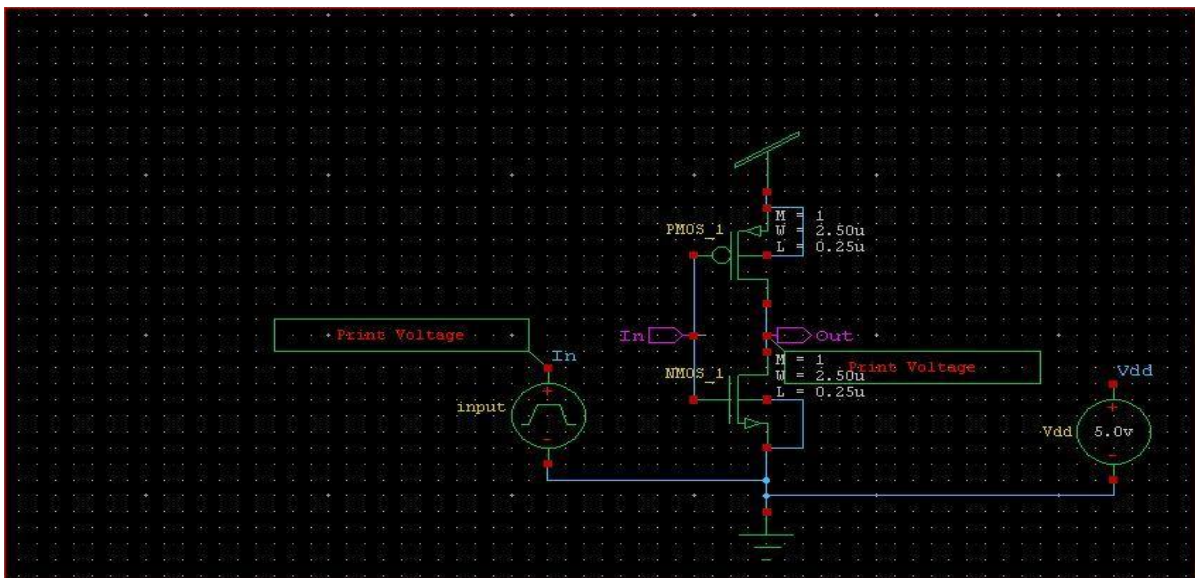 M = 1
PMOS_1
W = 2.50u
L = 0.25u
Print Voltage
In
Out
In
M = 1
Print Voltage
NMOS_1
W = 2.50u
Vdd
L = 0.25u
input
Vdd
5.0v